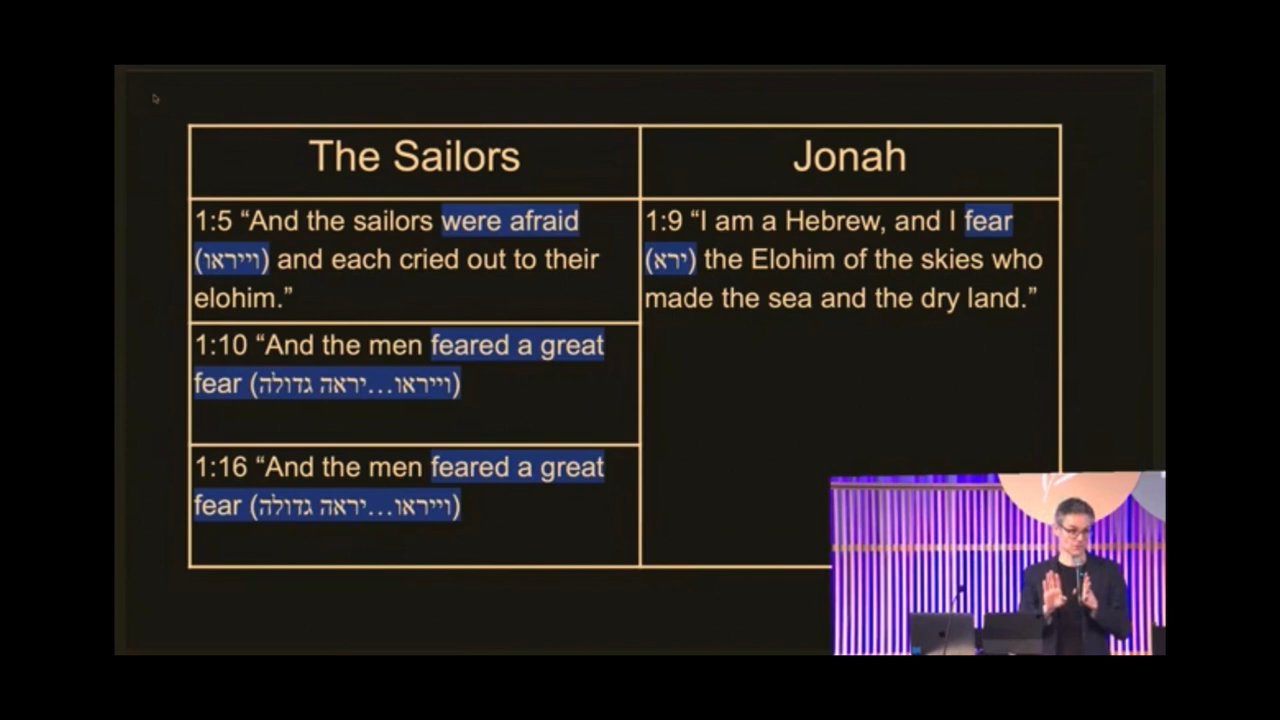 The Sailors
Jonah
1:5 “And the sailors were afraid
(וייראו) and each cried out to their
elohim.”
1:9 “I am a Hebrew, and I fear
(ירא) the Elohim of the skies who
made the sea and the dry land.”
1:10 “And the men feared a great
fear (וייראו...יראה גדולה)
1:16 “And the men feared a great
fear (וייראו...יראה גדולה)